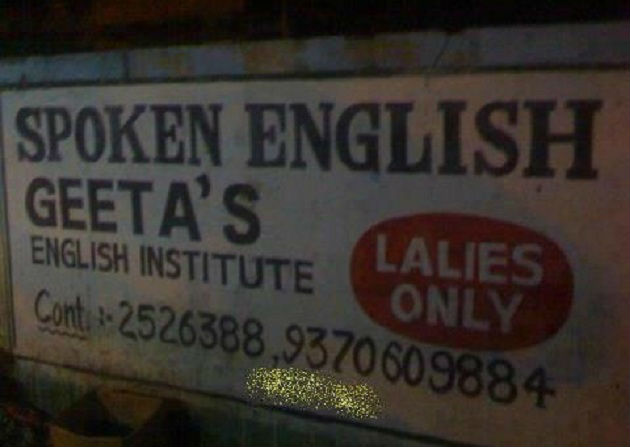 SPOKEN ENGLISH
GEETA'S
ENGLISH INSTITUTE
LALIES
ONLY
Cont :- 2526388, 9370609884